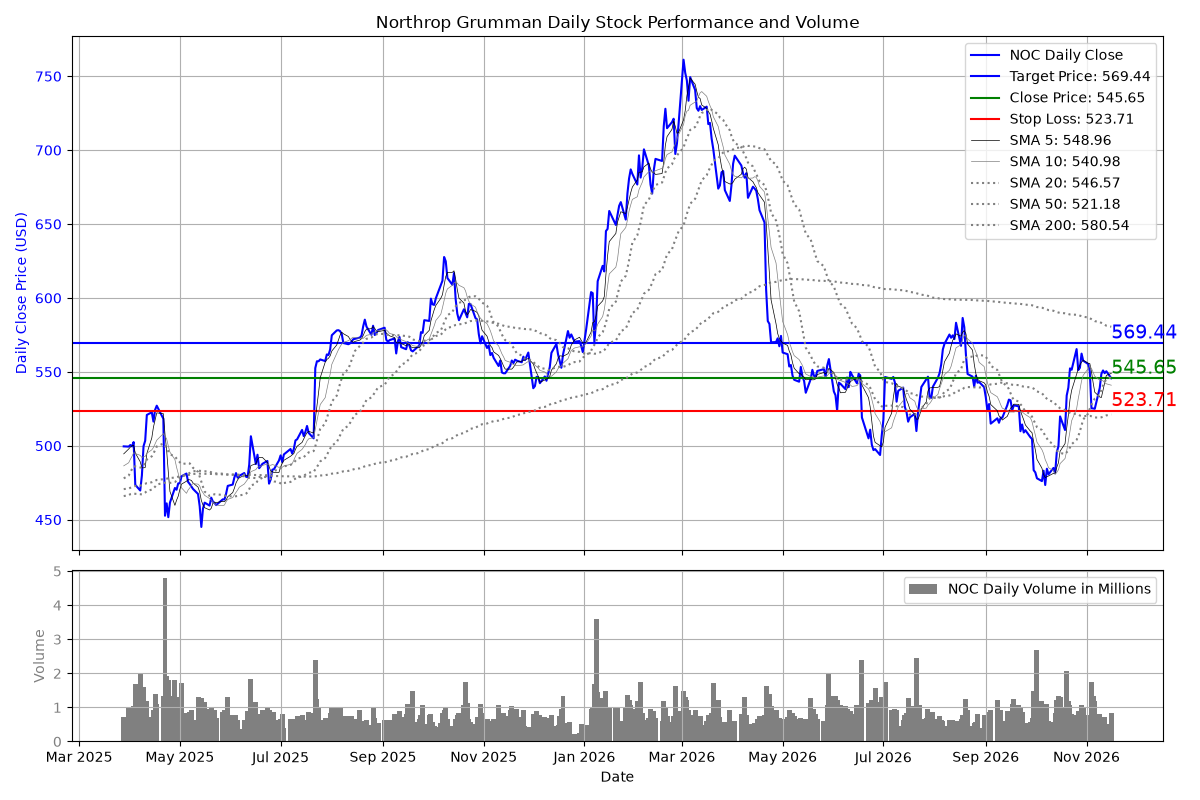 Northrop Grumman Daily Stock Performance and Volume
Daily Close Price (USD)
750
700
650
600
550
500
450
NOC Daily Close
Target Price: 569.44
Close Price: 545.65
Stop Loss: 523.71
SMA 5: 548.96
SMA 10: 540.98
SMA 20: 546.57
SMA 50: 521.18
SMA 200: 580.54
569.44
545.65
523.71
Volume
5
4
3
2
1
0
NOC Daily Volume in Millions
Mar 2025
May 2025
Jul 2025
Sep 2025
Nov 2025
Jan 2026
Mar 2026
May 2026
Jul 2026
Sep 2026
Nov 2026
Date